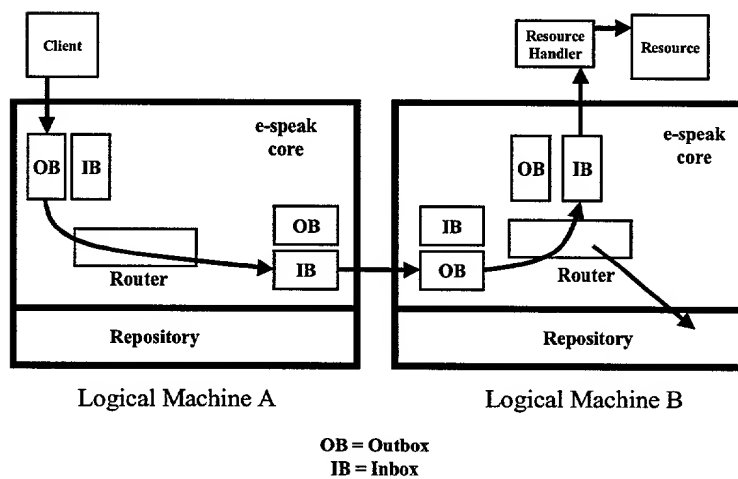 Client
Resource
Handler
Resource
e-speak
core
e-speak
core
OB
IB
OB
IB
OB
IB
IB
OB
Router
Router
Repository
Repository
Logical Machine A
Logical Machine B
OB = Outbox
IB = Inbox